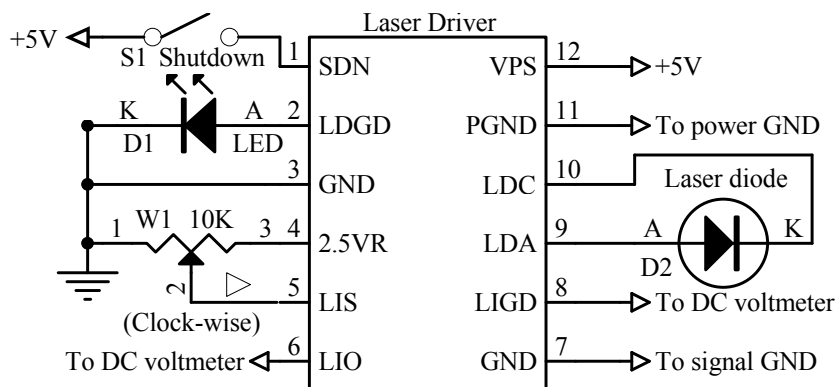 Laser Driver
+5V
S1 Shutdown
1
SDN
VPS
12
+5V
K
A
2
LDGD
PGND
11
To power GND
D1
LED
3
GND
LDC
10
Laser diode
1
W1
10K
3
4
2.5VR
LDA
9
A
K
D2
2
5
LIS
LIGD
8
To DC voltmeter
(Clock-wise)
To DC voltmeter
6
LIO
GND
7
To signal GND